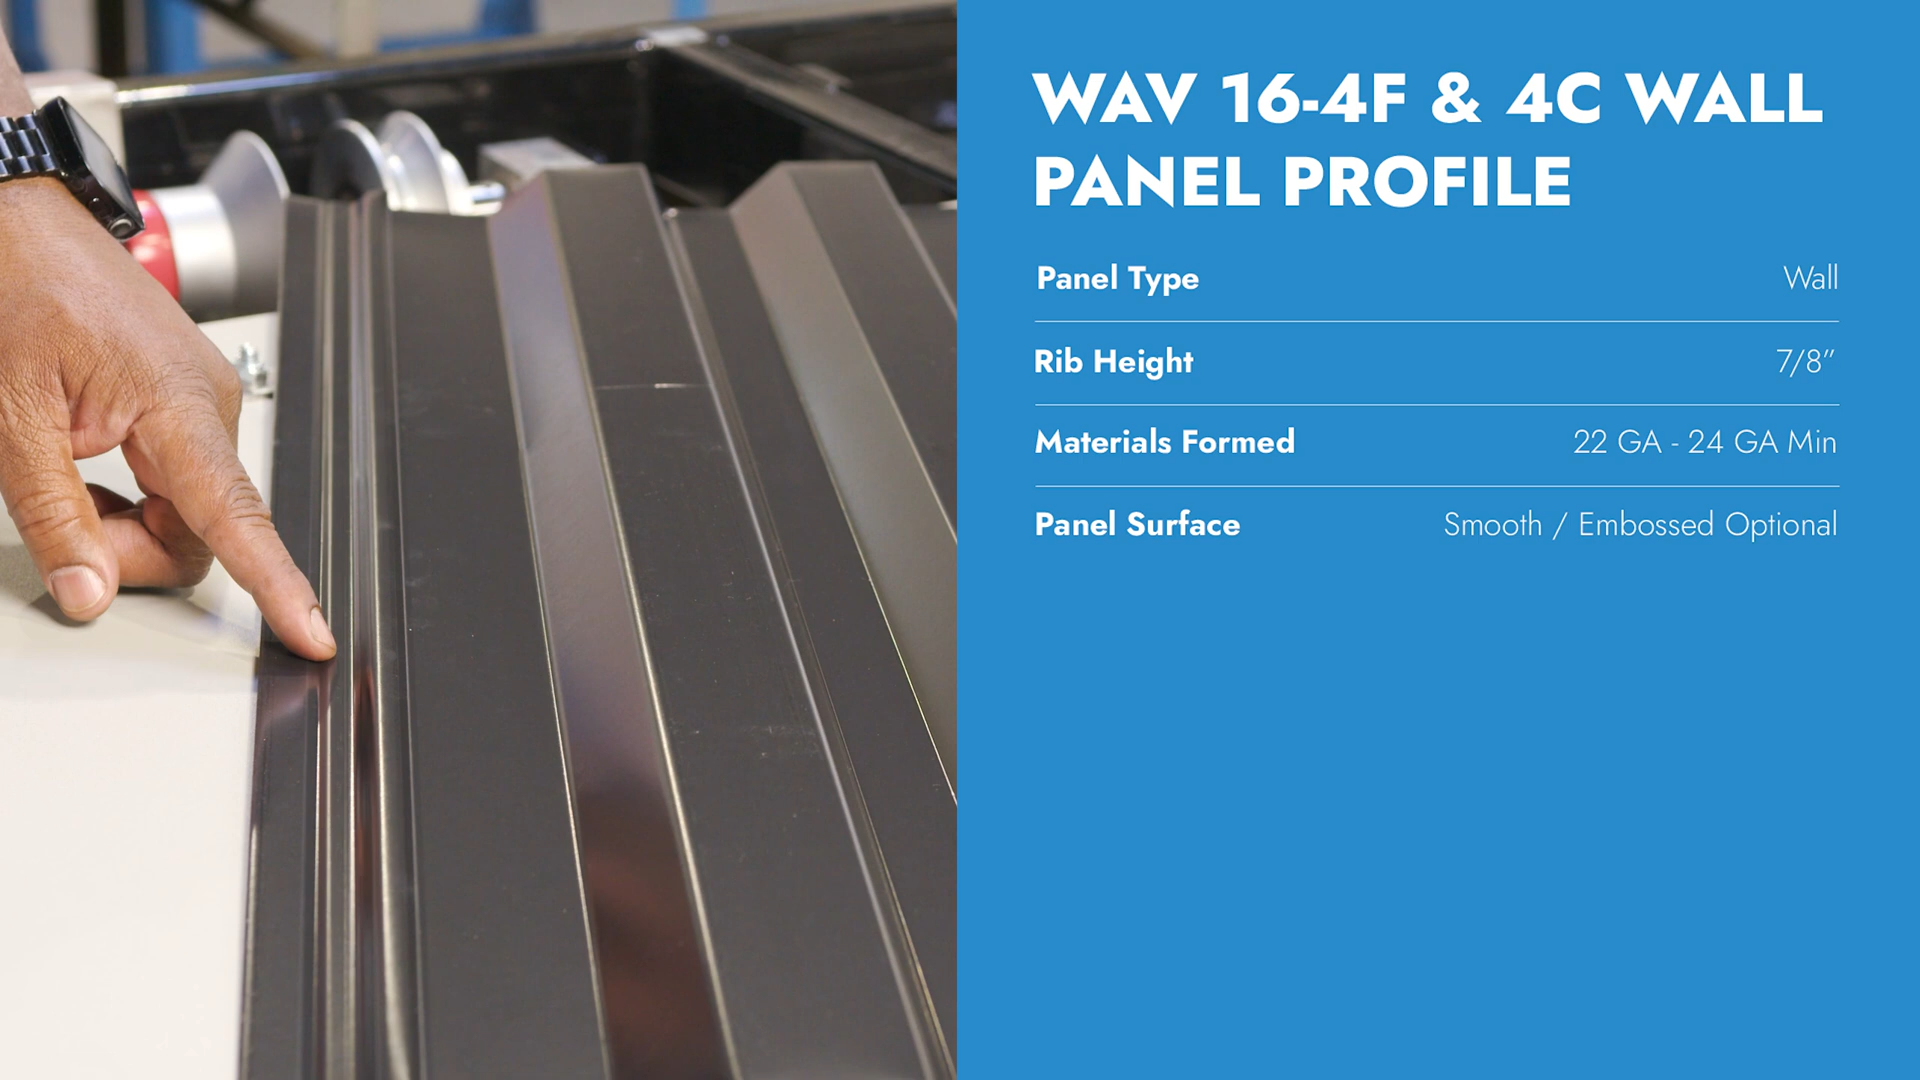 WAV 16-4F & 4C WALL
PANEL PROFILE
Panel Type Wall
Rib Height 7/8”
Materials Formed 22 GA - 24 GA Min
Panel Surface Smooth / Embossed Optional